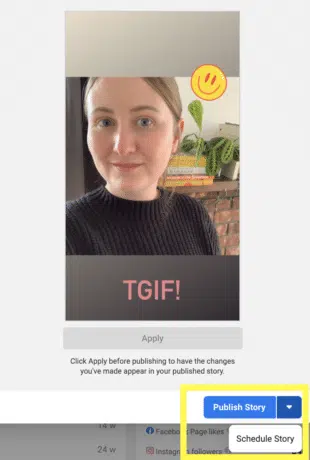 TGIF!
Apply
Click Apply before publishing to have the changes
you've made appear in your published story.
Publish Story
Schedule Story
14 w
Facebook Page likes
24 w
Instagram followers